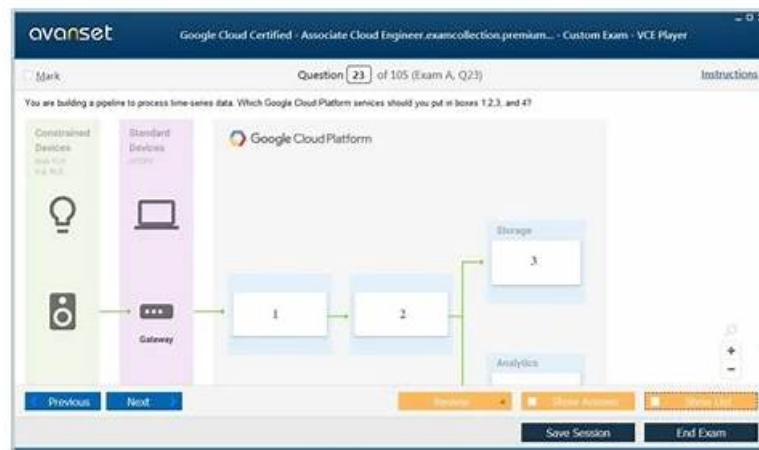 avanset
Google Cloud Certified - Associate Cloud Engineer.examcollection.premium... - Custom Exam - VCE Player
Mark
Question 23 of 105 (Exam A, Q23)
Instructions
You are building a pipeline to process time-series data. Which Google Cloud Platform services should you put in boxes 1,2,3, and 4?
Constrained
Devices
Standard
Devices
Google Cloud Platform
Storage
3
1
2
Gateway
Analytics
Previous
Next
Review
Show Answer
Show List
Save Session
End Exam